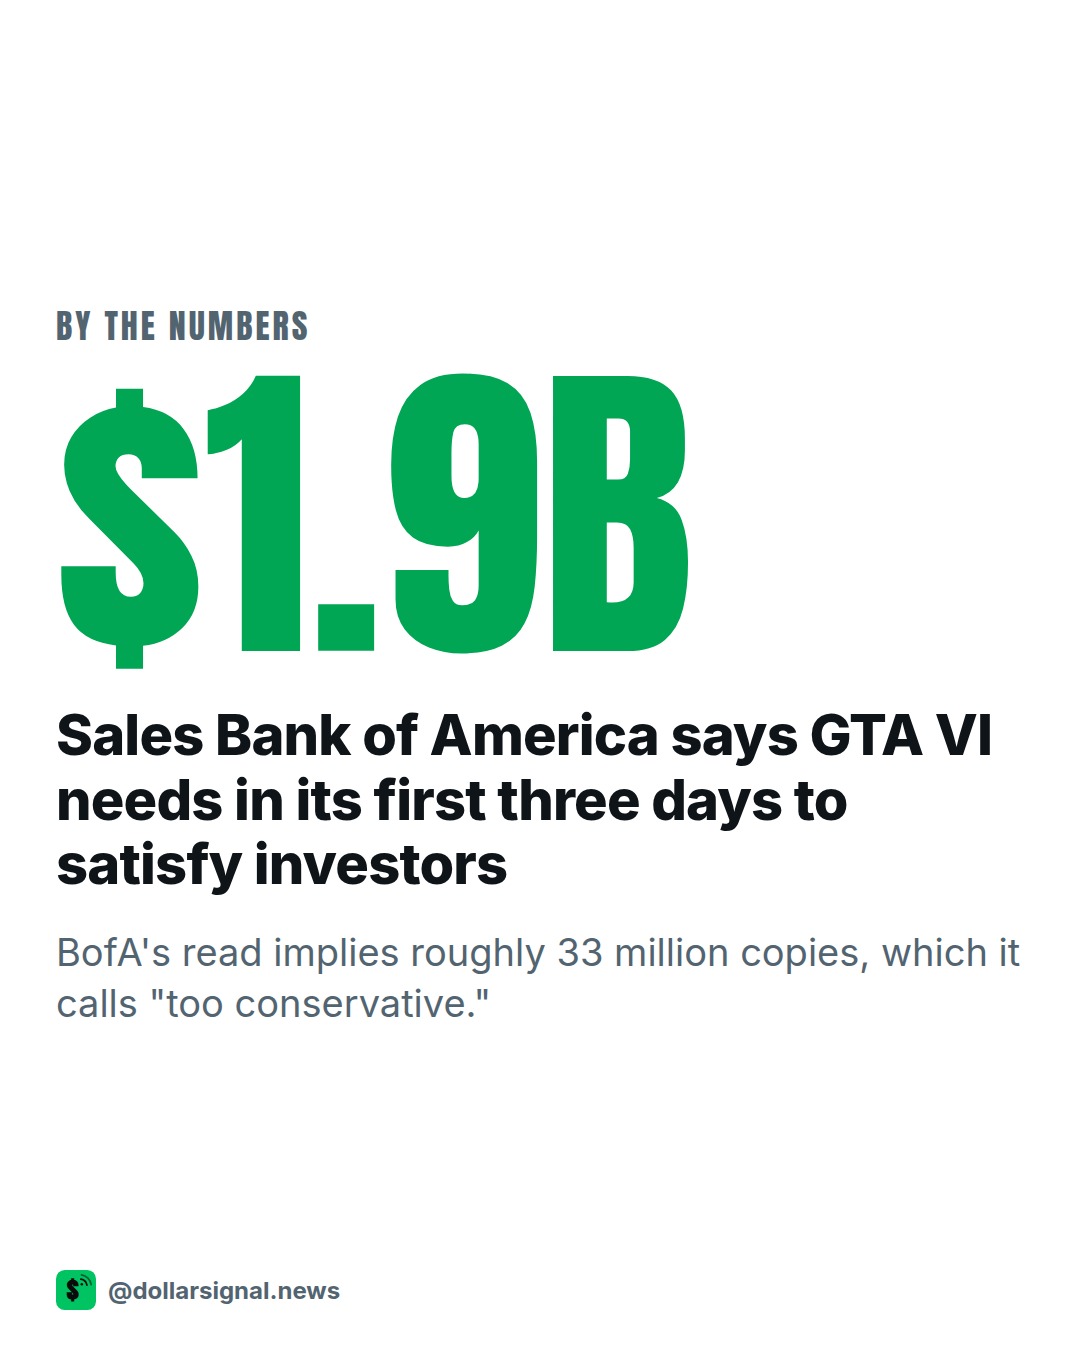 BY THE NUMBERS
$1.9B
Sales Bank of America says GTA VI
needs in its first three days to
satisfy investors
BofA's read implies roughly 33 million copies, which it
calls "too conservative."
$
@dollarsignal.news